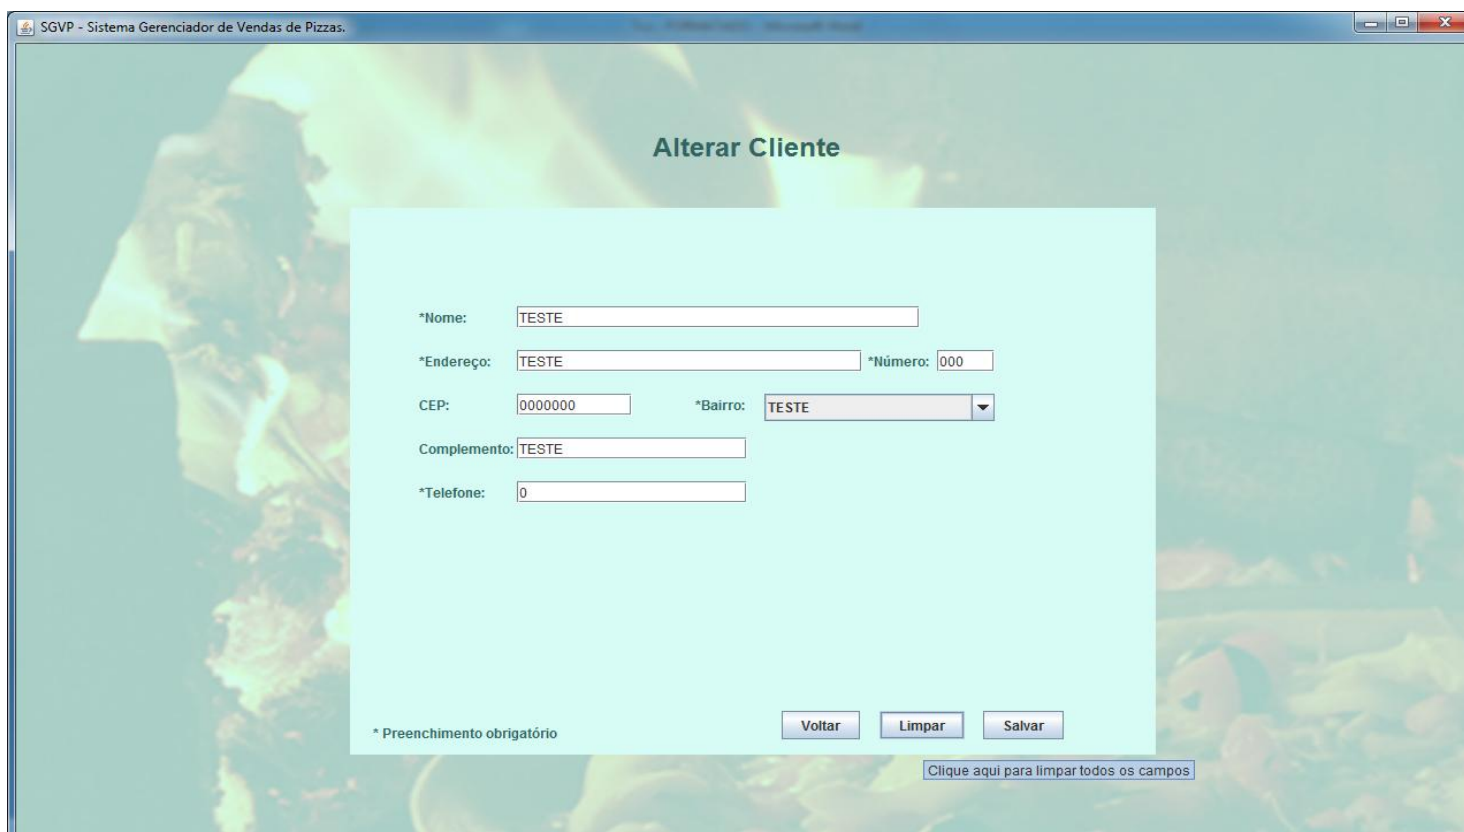 SGVP - Sistema Gerenciador de Vendas de Pizzas.
Alterar Cliente
*Nome: TESTE
*Endereço: TESTE *Número: 000
CEP: 0000000 *Bairro: TESTE
Complemento: TESTE
*Telefone: 0
* Preenchimento obrigatório Voltar Limpar Salvar
Clique aqui para limpar todos os campos